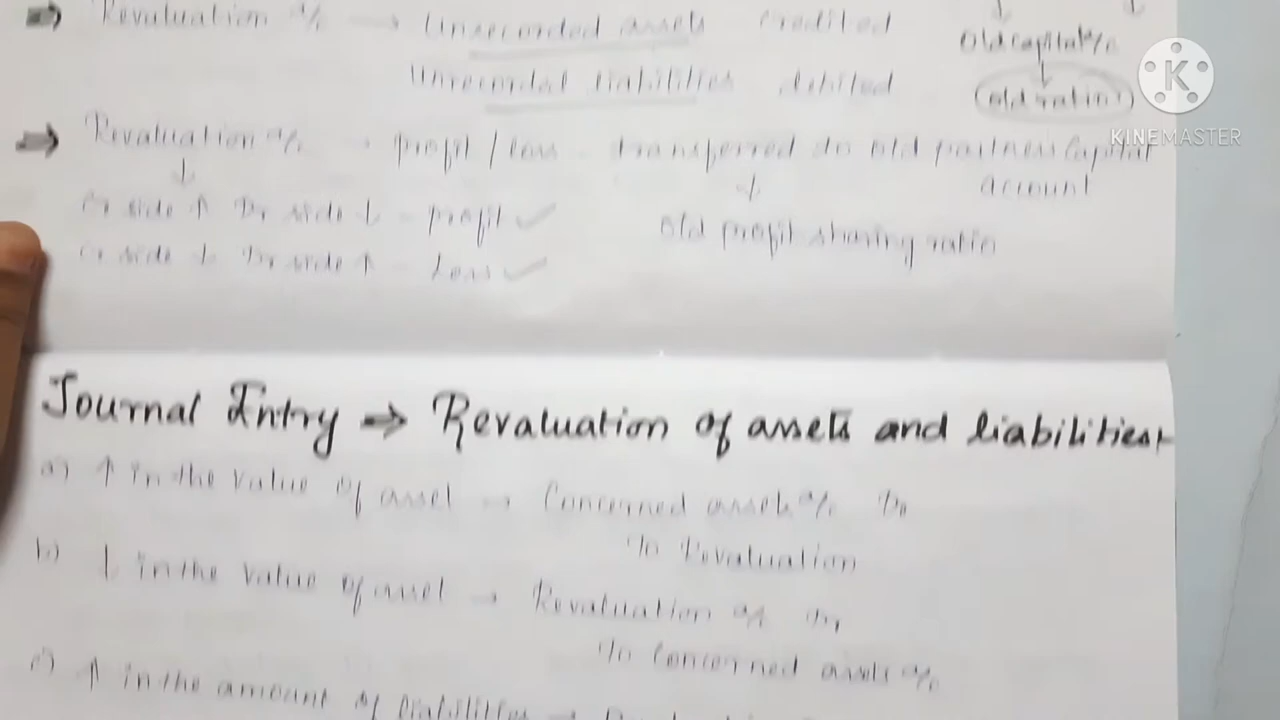 ⇒ Revaluation a/c → Unrecorded assets credited
Unrecorded liabilities debited
Old capital a/c
↓
(old ratio)
K
KINEMASTER
⇒ Revaluation a/c → profit / loss - transferred to old partners Capital account
↓
Cr side ↑ Dr side ↓ - profit ✓
Cr side ↓ Dr side ↑ - Loss ✓
↓
Old profit sharing ratio
Journal Entry ⇒ Revaluation of assets and liabilities
a) ↑ in the value of asset → Concerned assets a/c Dr
To Revaluation
b) ↓ in the value of asset → Revaluation a/c Dr
To Concerned assets a/c
c) ↑ in the amount of liabilities →